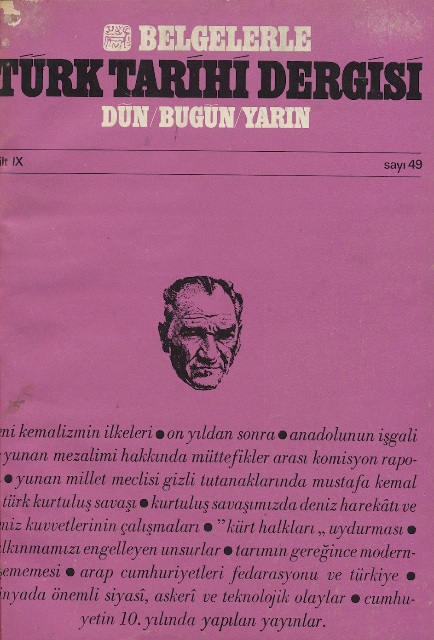 BELGELERLE
TÜRK TARİHİ DERGİSİ
DÜN/BUGÜN/YARIN
ilt IX
sayı 49
mi kemalizmin ilkeleri ● on yıldan sonra ● anadolunun işgali
yunan mezalimi hakkında müttefikler arası komisyon rapo-
● yunan millet meclisi gizli tutanaklarında mustafa kemal
türk kurtuluş savaşı ● kurtuluş savaşımızda deniz harekâtı ve
niz kuvvetlerinin çalışmaları ● "kürt halkları„ uydurması ●
lkınmamızı engelleyen unsurlar ● tarımın gereğince modern-
şememesi ● arap cumhuriyetleri fedarasyonu ve türkiye ●
nyada önemli siyasî, askerî ve teknolojik olaylar ● cumhu-
yetin 10. yılında yapılan yayınlar.